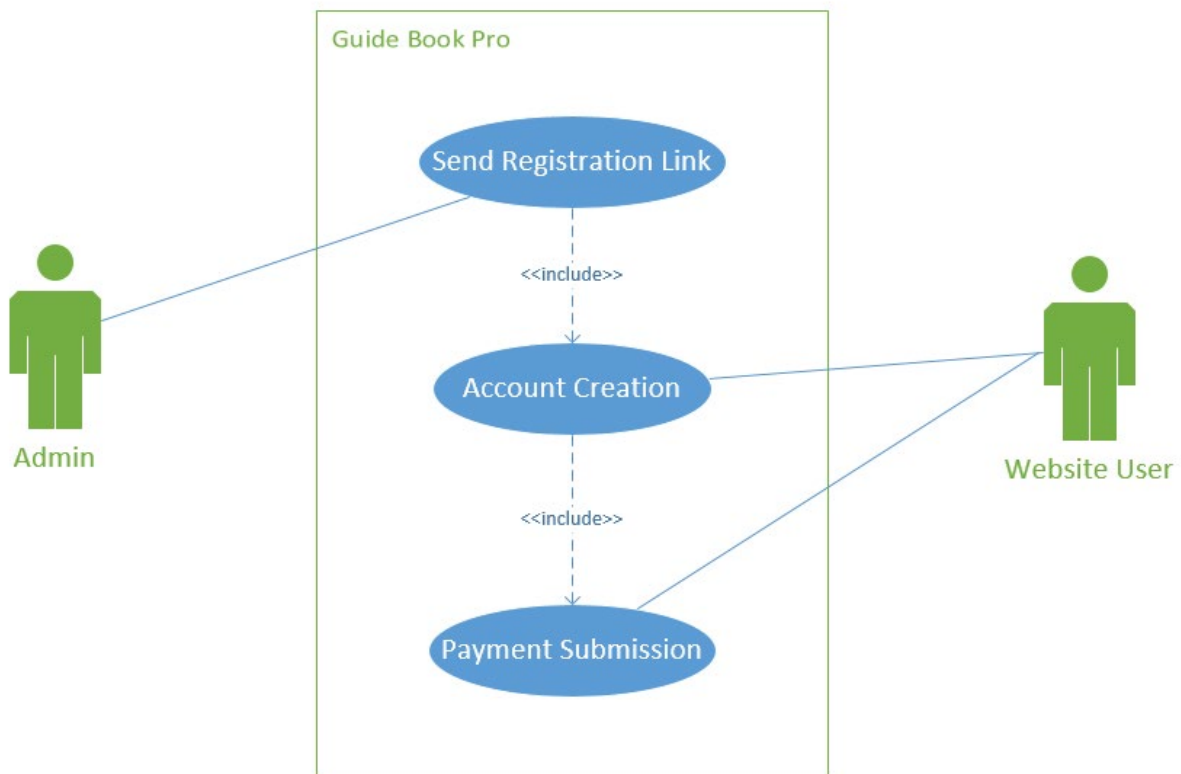 Guide Book Pro
Send Registration Link
<<include>>
Account Creation
Admin
Website User
<<include>>
Payment Submission